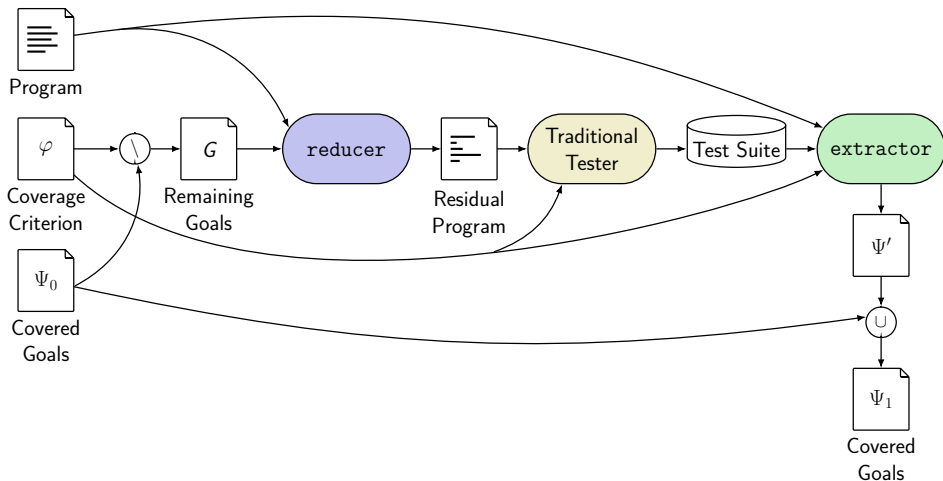 Program
φ
Coverage
Criterion
\
G
Remaining
Goals
reducer
Residual
Program
Traditional
Tester
Test Suite
extractor
Ψ0
Covered
Goals
Ψ′
∪
Ψ1
Covered
Goals